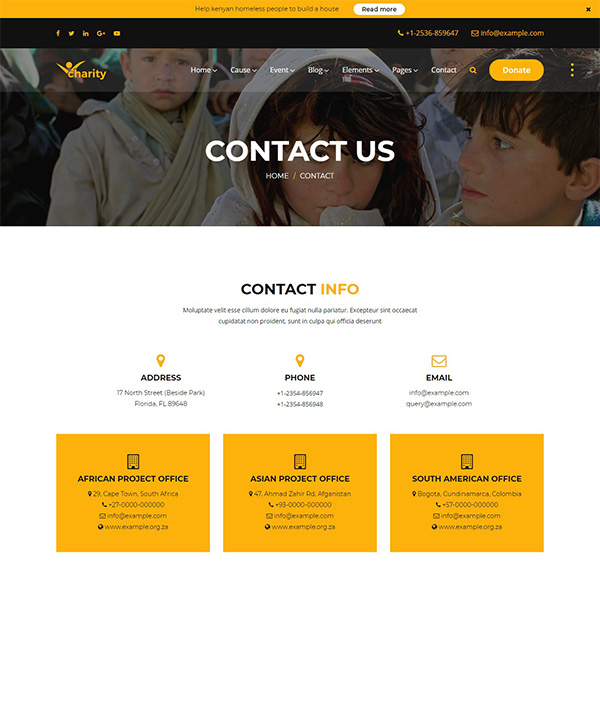 Help kenyan homeless people to build a house Read more
+1-2536-859647 info@example.com
charity Home Cause Event Blog Elements Pages Contact Donate
CONTACT US
HOME / CONTACT
CONTACT INFO
Moluptate velit esse cillum dolore eu fugiat nulla pariatur. Excepteur sint occaecat
cupidatat non proident, sunt in culpa qui officia deserunt
ADDRESS
17 North Street (Beside Park)
Florida, FL 89648
PHONE
+1-2354-856947
+1-2354-856948
EMAIL
info@example.com
query@example.com
AFRICAN PROJECT OFFICE
29, Cape Town, South Africa
+27-0000-000000
info@example.com
www.example.org.za
ASIAN PROJECT OFFICE
47, Ahmad Zahir Rd, Afganistan
+93-0000-000000
info@example.com
www.example.org.za
SOUTH AMERICAN OFFICE
Bogota, Cundinamarca, Colombia
+57-0000-000000
info@example.com
www.example.org.za